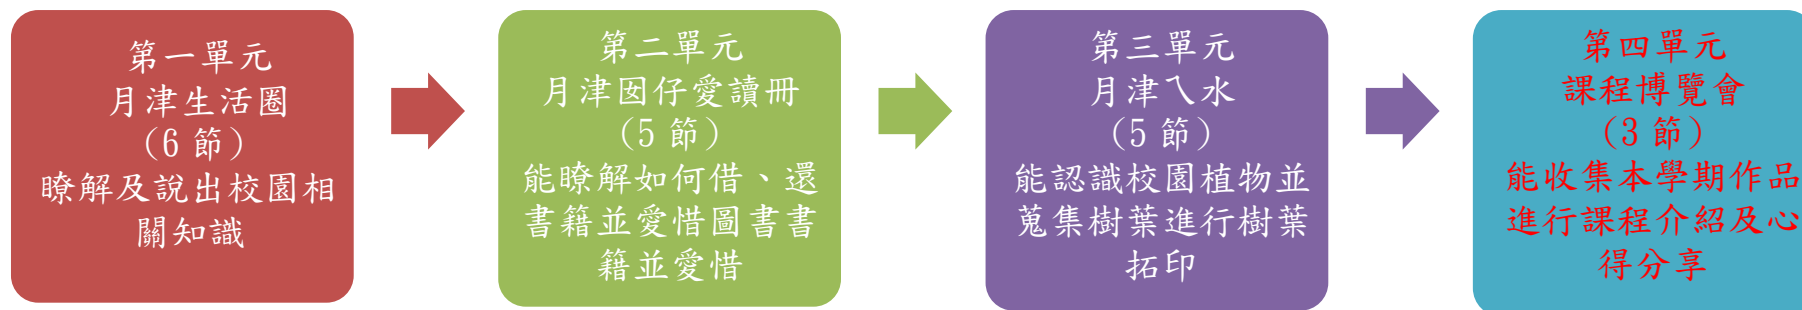 第一單元
月津生活圈
(6 節)
瞭解及說出校園相
關知識
第二單元
月津囡仔愛讀冊
(5 節)
能瞭解如何借、還
書籍並愛惜圖書書
籍並愛惜
第三單元
月津ㄟ水
(5 節)
能認識校園植物並
蒐集樹葉進行樹葉
拓印
第四單元
課程博覽會
(3 節)
能收集本學期作品
進行課程介紹及心
得分享